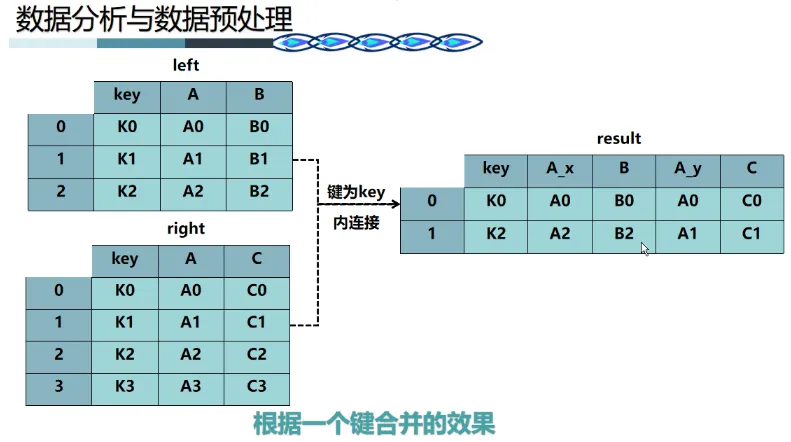 数据分析与数据预处理
left
key A B
0 K0 A0 B0
1 K1 A1 B1
2 K2 A2 B2
right
key A C
0 K0 A0 C0
1 K1 A1 C1
2 K2 A2 C2
3 K3 A3 C3
键为key
内连接
result
key A_x B A_y C
0 K0 A0 B0 A0 C0
1 K2 A2 B2 A1 C1
根据一个键合并的效果